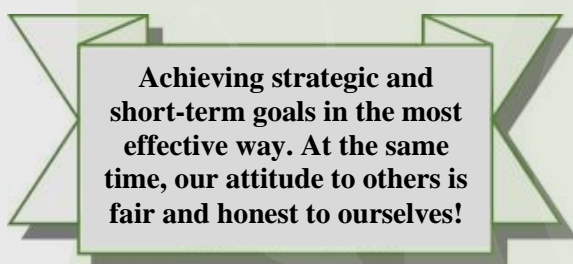 Achieving strategic and
short-term goals in the most
effective way. At the same
time, our attitude to others is
fair and honest to ourselves!